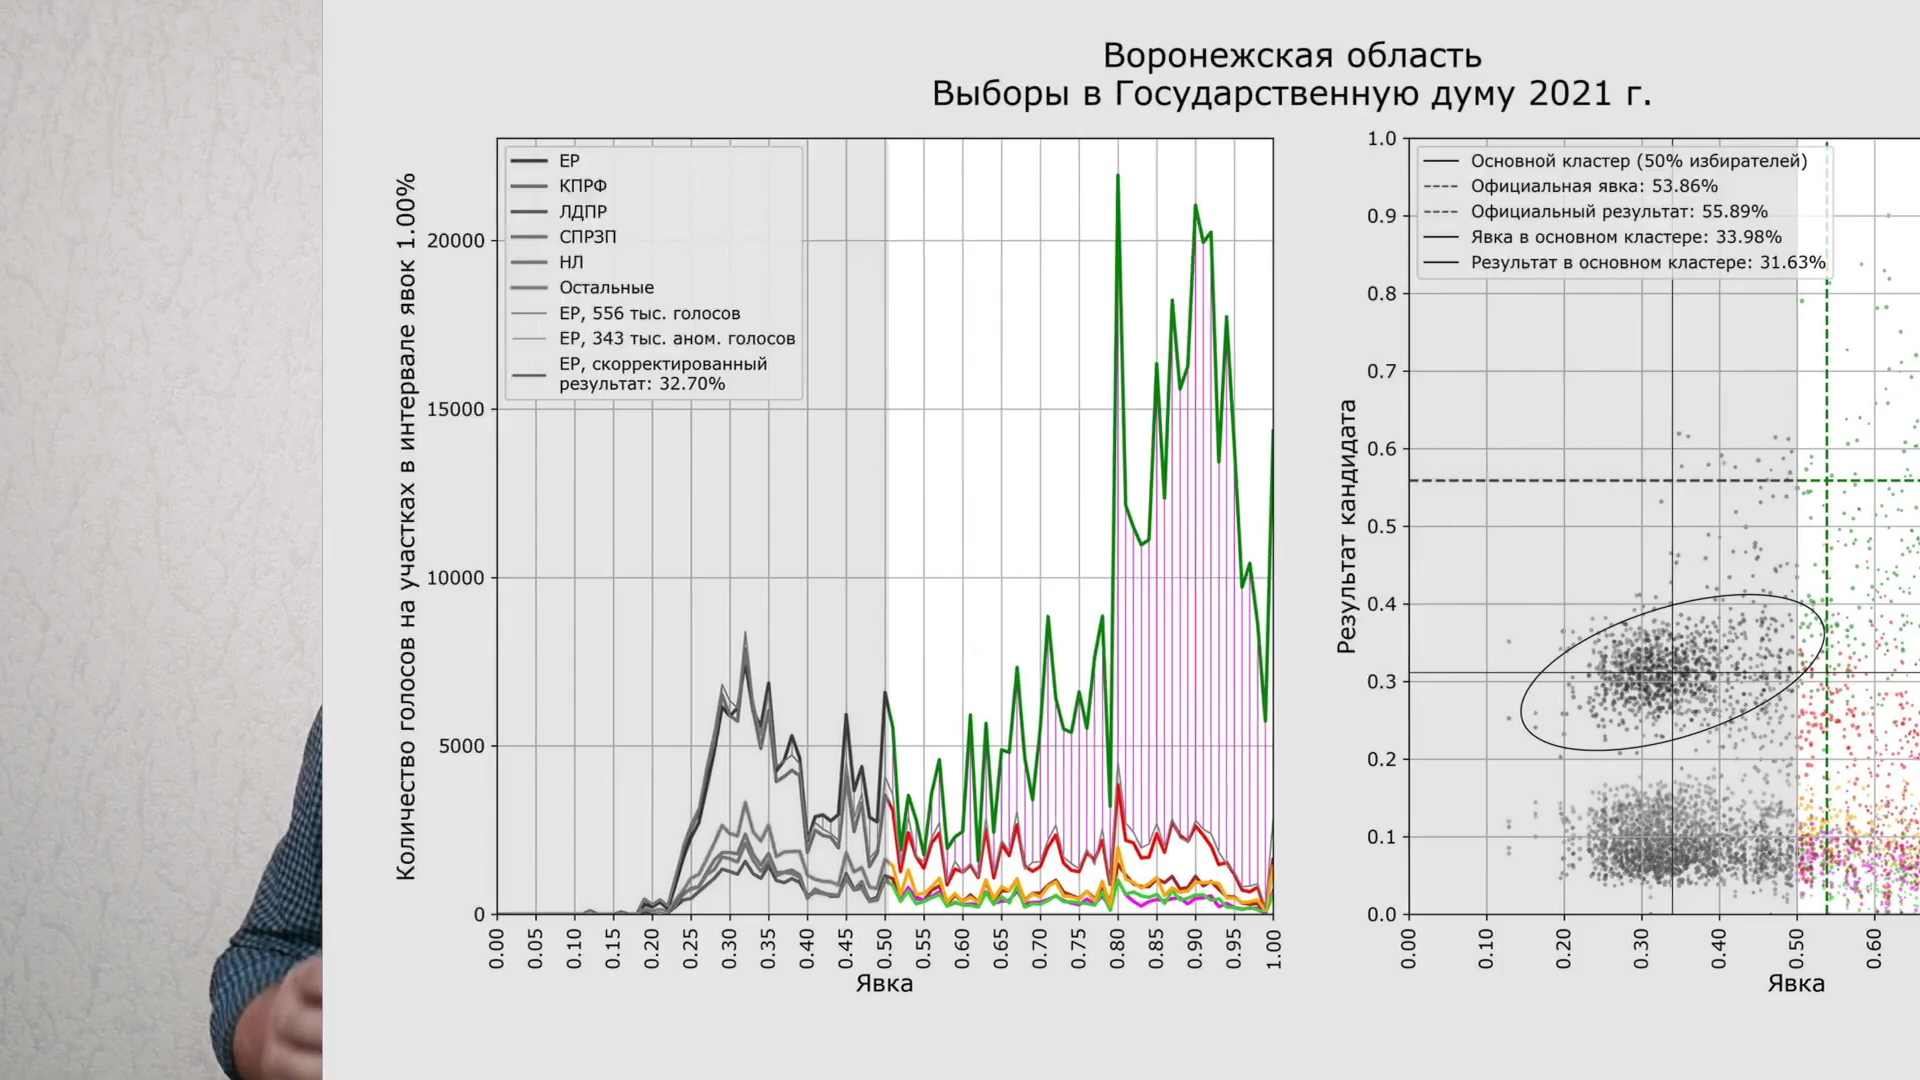 Воронежская область
Выборы в Государственную думу 2021 г.
Количество голосов на участках в интервале явок 1.00%
20000
15000
10000
5000
0
ЕР
КПРФ
ЛДПР
СПРЗП
НЛ
Остальные
ЕР, 556 тыс. голосов
ЕР, 343 тыс. аном. голосов
ЕР, скорректированный
результат: 32.70%
0.00 0.05 0.10 0.15 0.20 0.25 0.30 0.35 0.40 0.45 0.50 0.55 0.60 0.65 0.70 0.75 0.80 0.85 0.90 0.95 1.00
Явка
Результат кандидата
1.0
0.9
0.8
0.7
0.6
0.5
0.4
0.3
0.2
0.1
0.0
Основной кластер (50% избирателей)
Официальная явка: 53.86%
Официальный результат: 55.89%
Явка в основном кластере: 33.98%
Результат в основном кластере: 31.63%
0.00 0.10 0.20 0.30 0.40 0.50 0.60
Явка